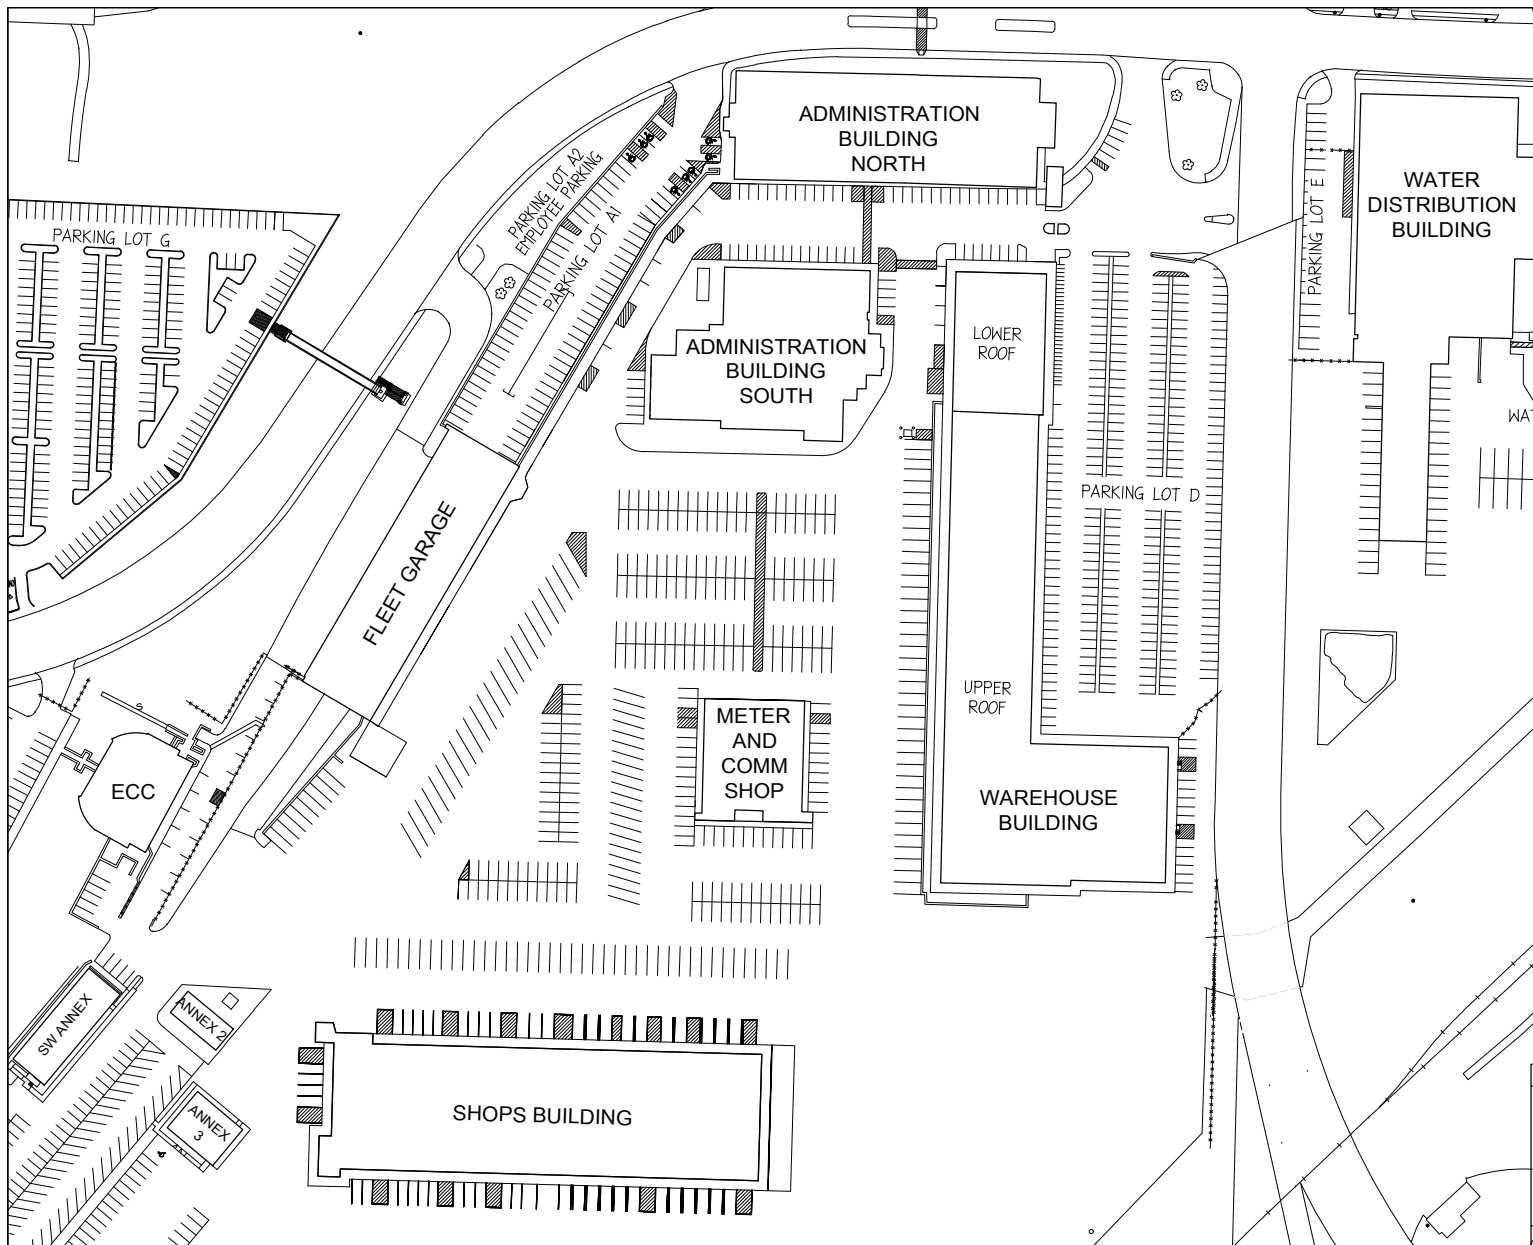 ADMINISTRATION
BUILDING
NORTH
WATER
DISTRIBUTION
BUILDING
PARKING LOT E
PARKING LOT A2
EMPLOYEE PARKING
PARKING LOT A1
PARKING LOT G
ADMINISTRATION
BUILDING
SOUTH
LOWER
ROOF
WAT
PARKING LOT D
FLEET GARAGE
UPPER
ROOF
METER
AND
COMM
SHOP
S
ECC
WAREHOUSE
BUILDING
SW ANNEX
ANNEX 2
ANNEX
3
SHOPS BUILDING